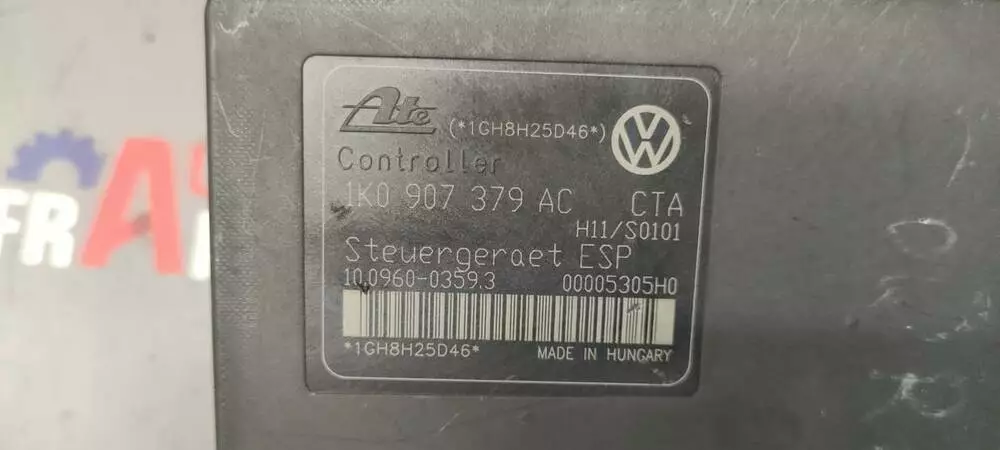 Ate (*1GH8H25D46*)
Controller
1K0 907 379 AC CTA
H11/S0101
Steuergeraet ESP
10.0960-0359.3 00005305H0
*1GH8H25D46* MADE IN HUNGARY